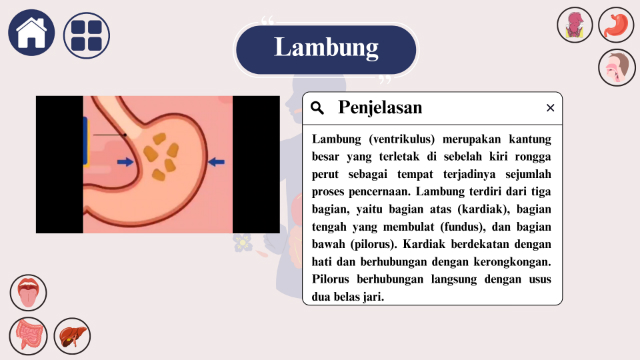 Lambung
Penjelasan
Lambung (ventrikulus) merupakan kantung
besar yang terletak di sebelah kiri rongga
perut sebagai tempat terjadinya sejumlah
proses pencernaan. Lambung terdiri dari tiga
bagian, yaitu bagian atas (kardiak), bagian
tengah yang membulat (fundus), dan bagian
bawah (pilorus). Kardiak berdekatan dengan
hati dan berhubungan dengan kerongkongan.
Pilorus berhubungan langsung dengan usus
dua belas jari.